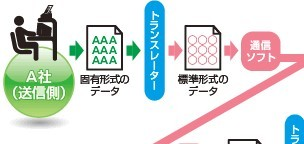 A社
(送信側)
AAA
AAA
AAA
固有形式の
データ
トランスレーター
標準形式の
データ
通信
ソフト
ト